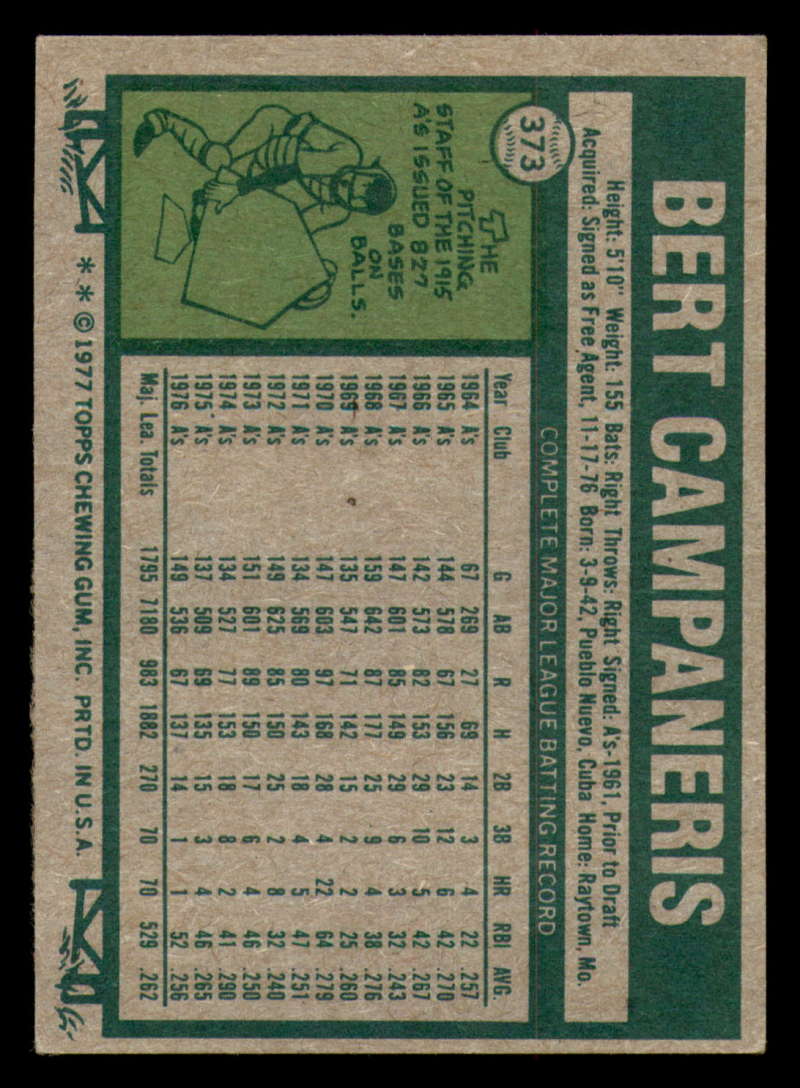 BERT CAMPANERIS
Height: 5'10" Weight: 155 Bats: Right Throws: Right Signed: A's-1961, Prior to Draft
Acquired: Signed as Free Agent, 11-17-76 Born: 3-9-42, Pueblo Nuevo, Cuba Home: Raytown, Mo.
373
COMPLETE MAJOR LEAGUE BATTING RECORD
THE
PITCHING
STAFF OF THE 1915
A'S ISSUED 827
BASES
ON
BALLS.
Year Club G AB R H 2B 3B HR RBI AVG.
1964 A's 67 269 27 69 14 3 4 22 .257
1965 A's 144 578 67 156 23 12 6 42 .270
1966 A's 142 573 82 153 29 10 5 42 .267
1967 A's 147 601 85 149 29 6 3 32 .243
1968 A's 159 642 87 177 25 9 4 38 .276
1969 A's 135 547 71 142 15 2 2 25 .260
1970 A's 147 603 97 168 28 4 22 64 .279
1971 A's 134 569 80 143 18 4 5 47 .251
1972 A's 149 625 85 150 25 2 8 32 .240
1973 A's 151 601 89 150 17 6 4 46 .250
1974 A's 134 527 77 153 18 8 2 41 .290
1975 A's 137 509 69 135 15 3 4 46 .265
1976 A's 149 536 67 137 14 1 1 52 .256
Maj. Lea. Totals 1795 7180 983 1882 270 70 70 529 .262
* * © 1977 TOPPS CHEWING GUM, INC. PRTD. IN U.S.A.